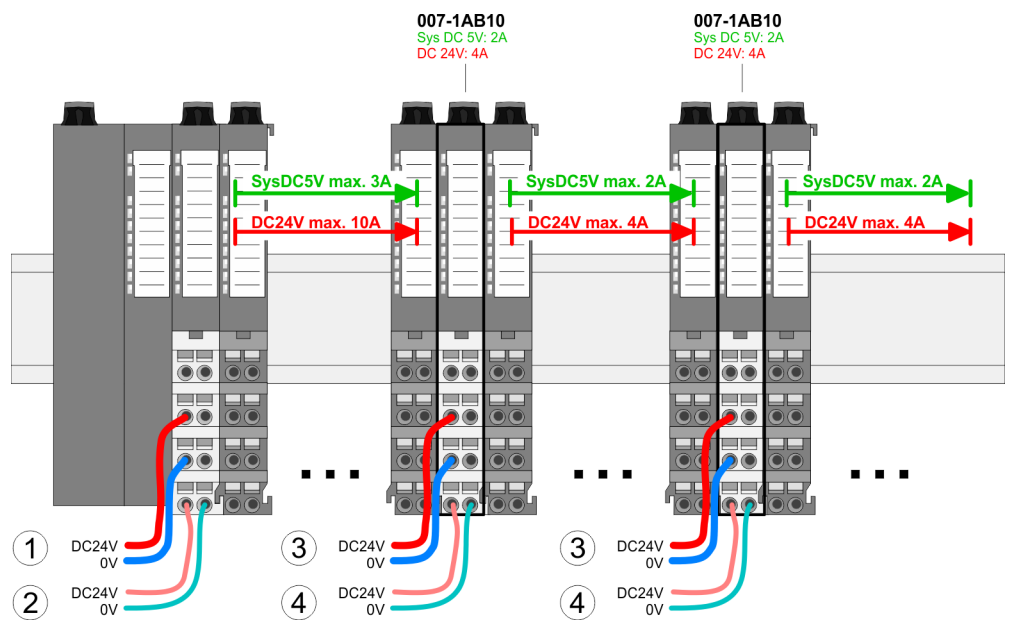 007-1AB10
Sys DC 5V: 2A
DC 24V: 4A
007-1AB10
Sys DC 5V: 2A
DC 24V: 4A
SysDC5V max. 3A
SysDC5V max. 2A
SysDC5V max. 2A
DC24V max. 10A
DC24V max. 4A
DC24V max. 4A
1
DC24V
0V
2
DC24V
0V
3
DC24V
0V
4
DC24V
0V
3
DC24V
0V
4
DC24V
0V